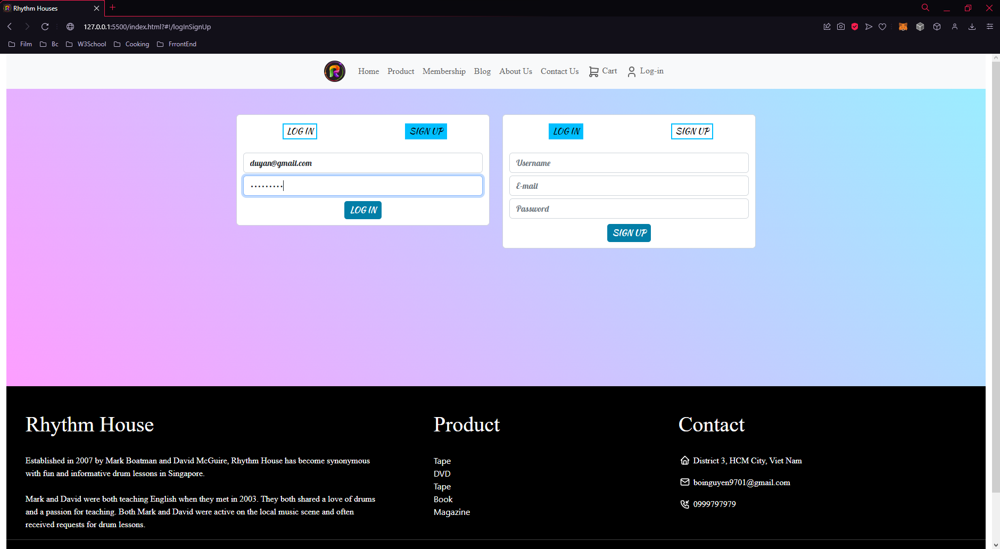 Rhythm Houses
127.0.0.1:5500/index.html?#!/logInSignUp
Film Bc W3School Cooking FrrontEnd
R Home Product Membership Blog About Us Contact Us Cart Log-in
LOG IN SIGN UP
duyan@gmail.com
•••••••••
LOG IN
LOG IN SIGN UP
Username
E-mail
Password
SIGN UP
Rhythm House
Established in 2007 by Mark Boatman and David McGuire, Rhythm House has become synonymous
with fun and informative drum lessons in Singapore.
Mark and David were both teaching English when they met in 2003. They both shared a love of drums
and a passion for teaching. Both Mark and David were active on the local music scene and often
received requests for drum lessons.
Product
Tape
DVD
Tape
Book
Magazine
Contact
District 3, HCM City, Viet Nam
boinguyen9701@gmail.com
0999797979